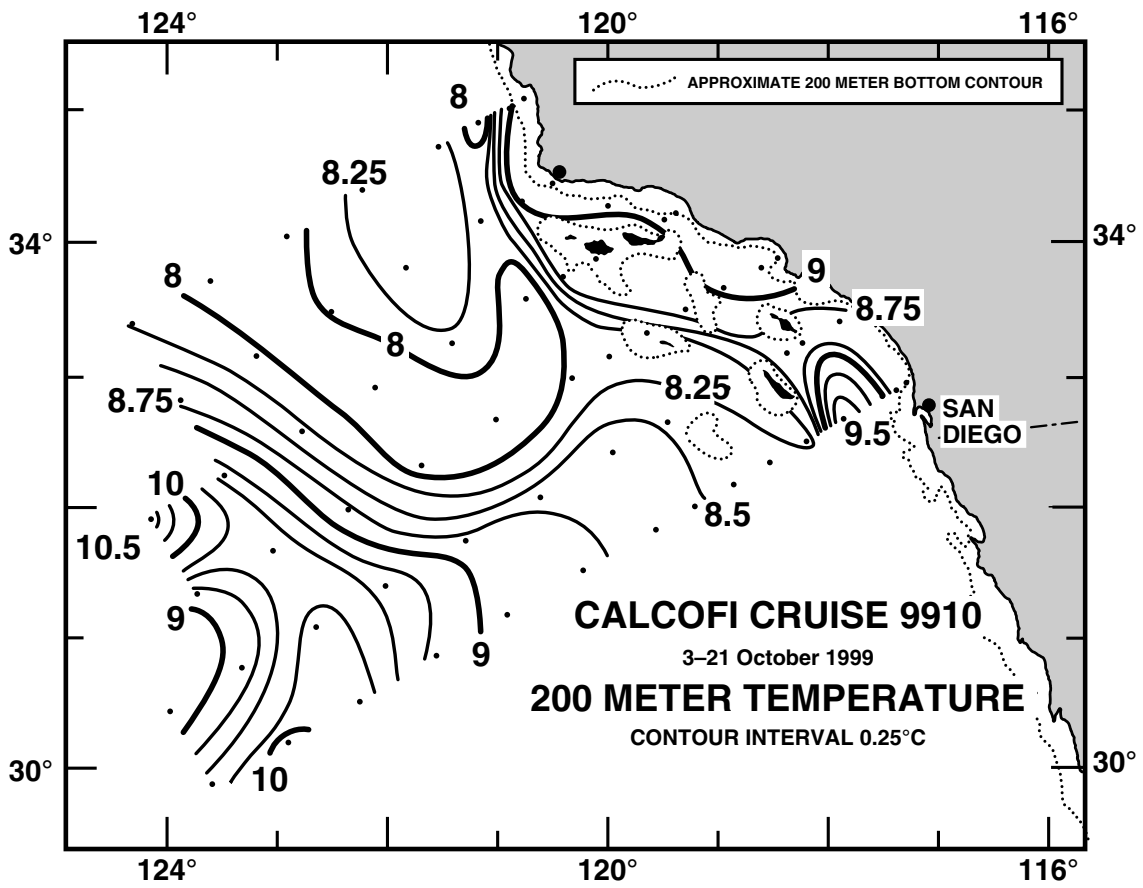 124° 120° 116°
APPROXIMATE 200 METER BOTTOM CONTOUR
8
8.25
34° 34°
8 9
8.75
8
8.25
8.75
SAN
DIEGO
9.5
10
8.5
10.5
CALCOFI CRUISE 9910
9
9
3–21 October 1999
200 METER TEMPERATURE
CONTOUR INTERVAL 0.25°C
30° 30°
10
124° 120° 116°